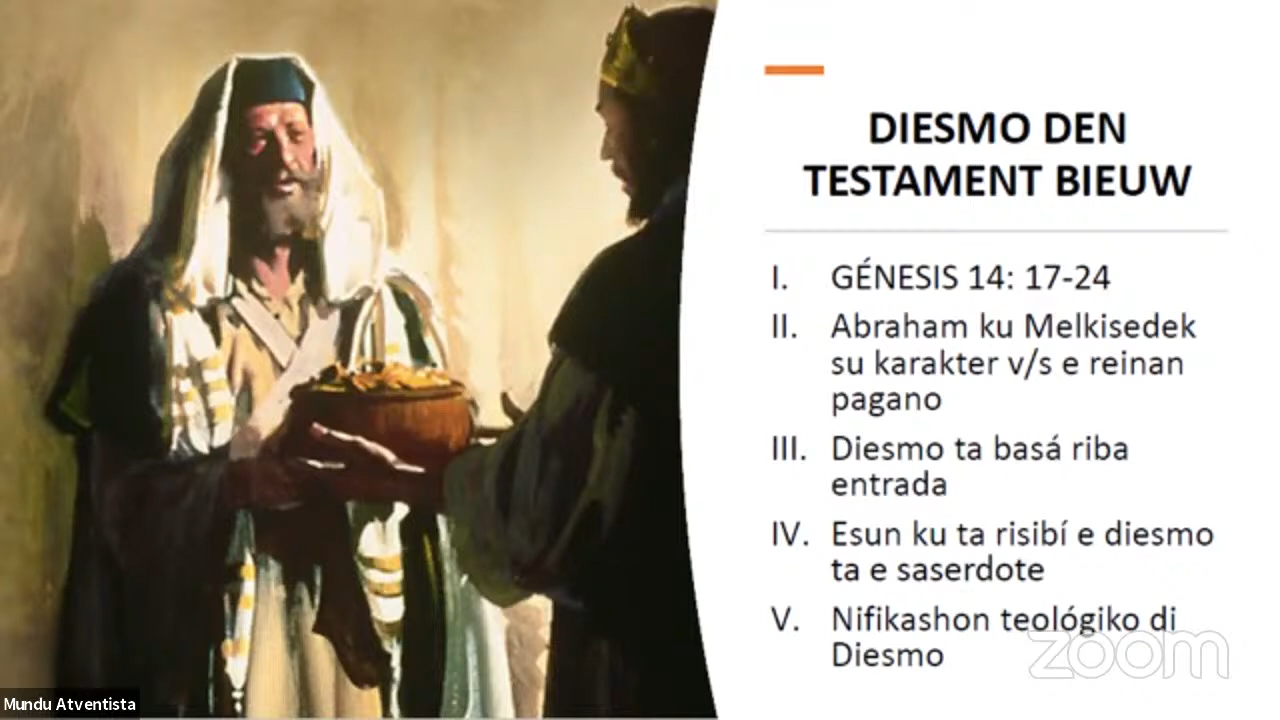 DIESMO DEN
TESTAMENT BIEUW
I. GÉNESIS 14: 17-24
II. Abraham ku Melkisedek
su karakter v/s e reinan
pagano
III. Diesmo ta basá riba
entrada
IV. Esun ku ta risibí e diesmo
ta e saserdote
V. Nifikashon teológiko di
Diesmo
zoom
Mundu Atventista